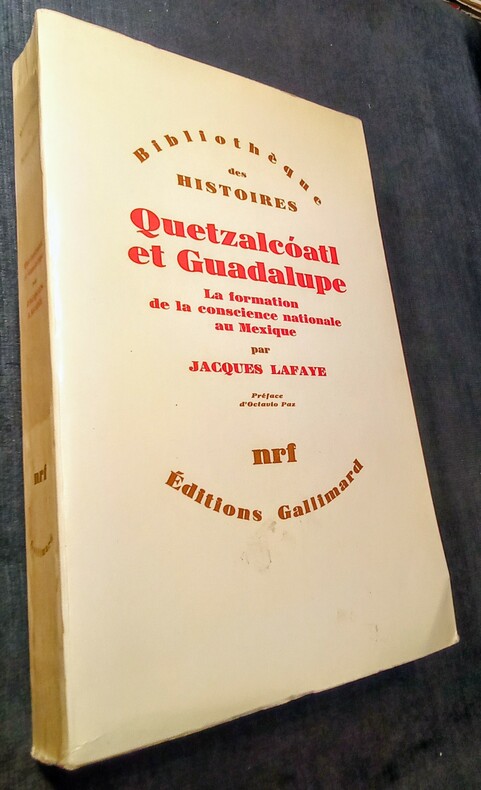 Bibliothèque
des
HISTOIRES
Quetzalcóatl
et Guadalupe
La formation
de la conscience nationale
au Mexique
par
JACQUES LAFAYE
Préface
d'Octavio Paz
nrf
Éditions Gallimard
nrf